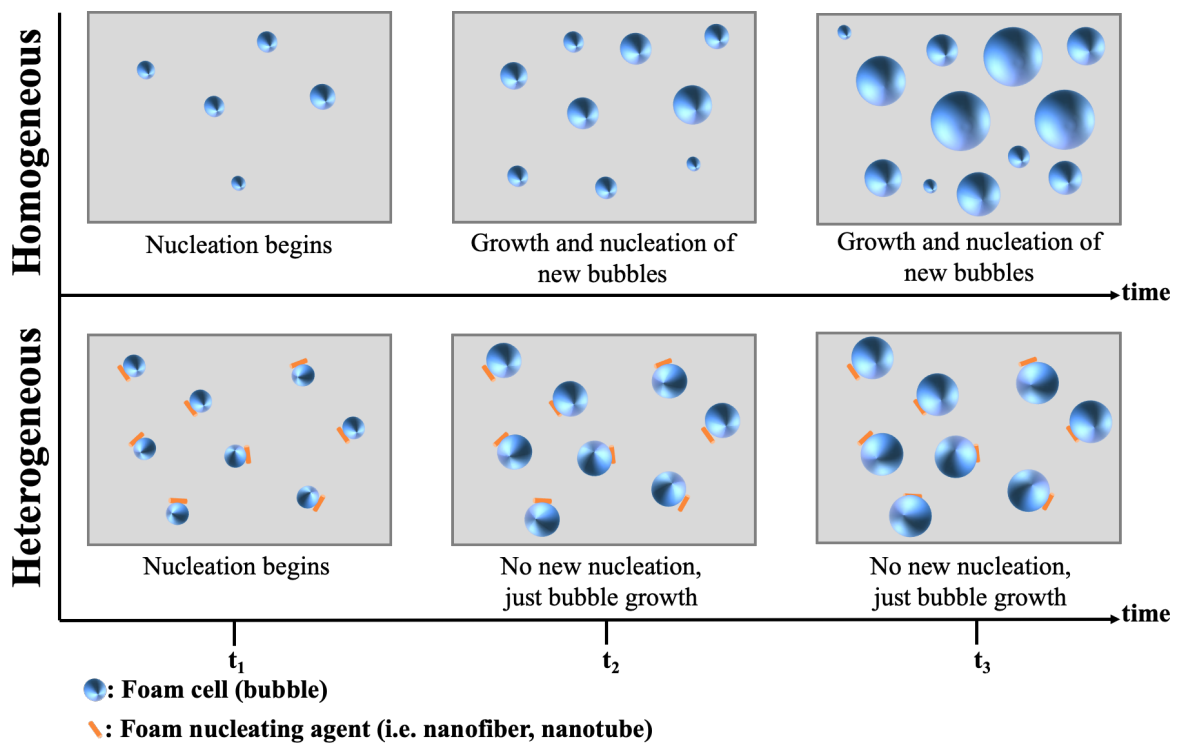 Homogeneous
Nucleation begins
Growth and nucleation of
new bubbles
Growth and nucleation of
new bubbles
time
Heterogeneous
Nucleation begins
No new nucleation,
just bubble growth
No new nucleation,
just bubble growth
time
t1
t2
t3
: Foam cell (bubble)
: Foam nucleating agent (i.e. nanofiber, nanotube)